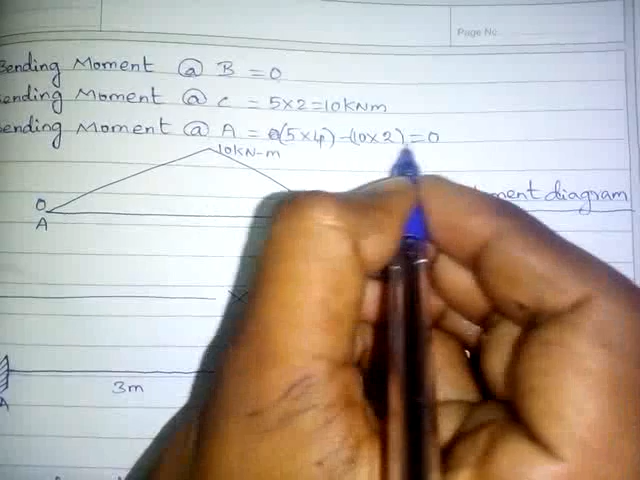 Page No.
Bending Moment @ B = 0
ending Moment @ C = 5×2=10kNm
ending Moment @ A = (5×4)-(10×2)=0
10kN-m
0
A
ment diagram
3m
A